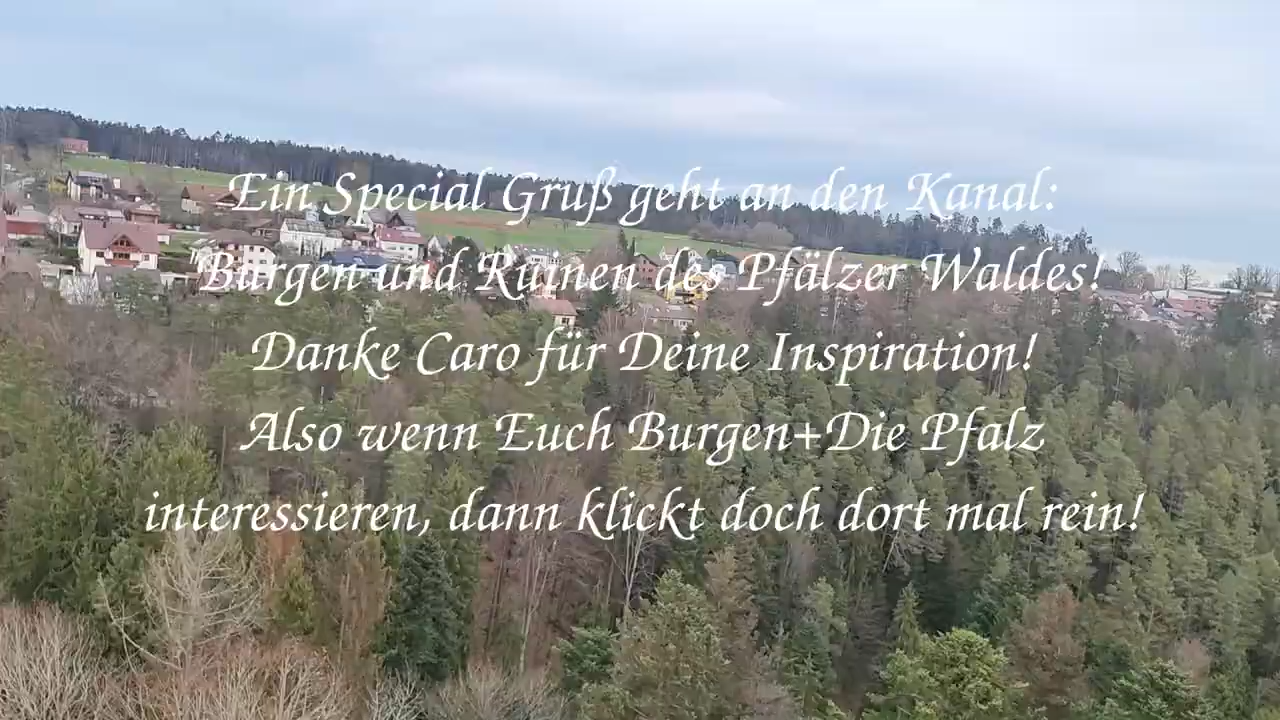 Ein Special Gruß geht an den Kanal:
Burgen und Ruinen des Pfälzer Waldes!
Danke Caro für Deine Inspiration!
Also wenn Euch Burgen+Die Pfalz
interessieren, dann klickt doch dort mal rein!